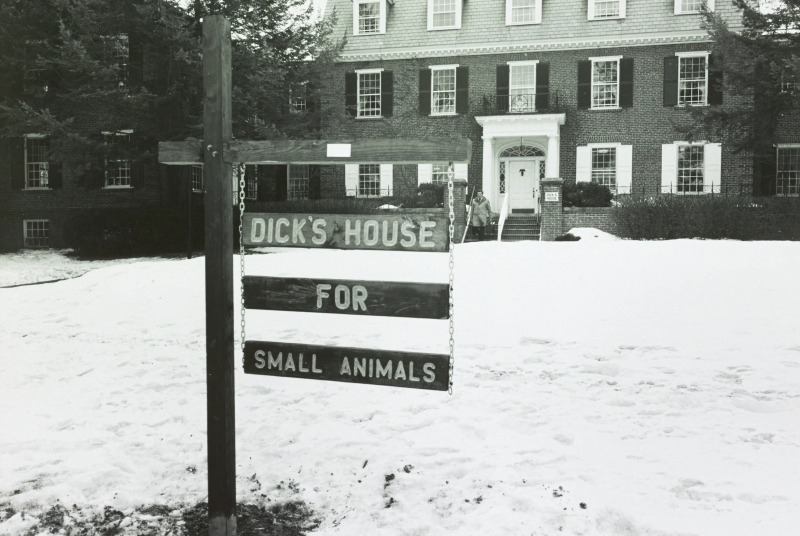 DICK'S HOUSE
FOR
SMALL ANIMALS